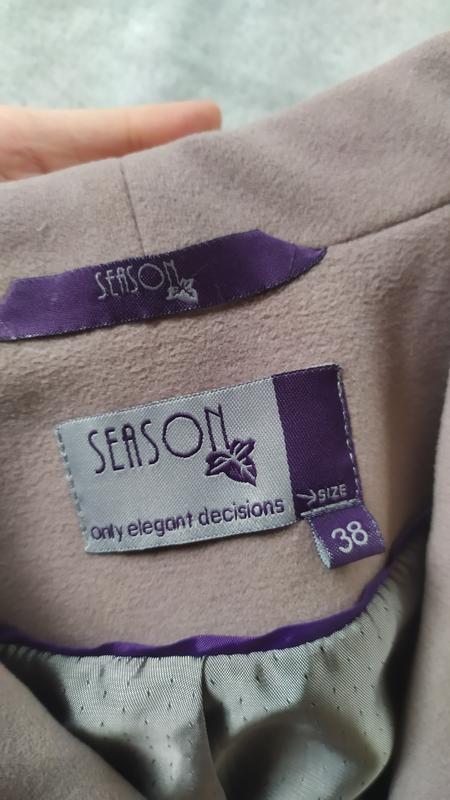 SEASON
SEASON
only elegant decisions
SIZE
38